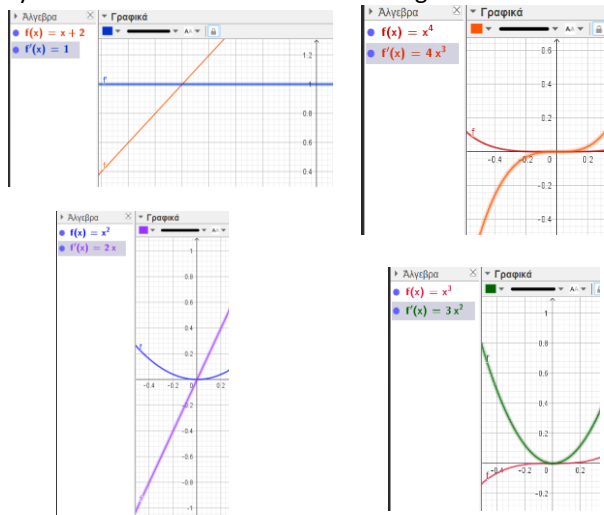 Άλγεβρα
Γραφικά
f(x) = x + 2
f′(x) = 1
1.2
1
0.8
0.6
0.4
f′
f
Άλγεβρα
Γραφικά
f(x) = x⁴
f′(x) = 4 x³
0.6
0.4
0.2
-0.4
-0.2
0
0.2
-0.2
-0.4
f
Άλγεβρα
Γραφικά
f(x) = x²
f′(x) = 2 x
1
0.8
0.6
0.4
0.2
-0.4
-0.2
0
0.2
-0.2
-0.4
-0.6
-0.8
-1
f
Άλγεβρα
Γραφικά
f(x) = x³
f′(x) = 3 x²
1
0.8
0.6
0.4
0.2
-0.2
0
0.2
-0.2
f′
f